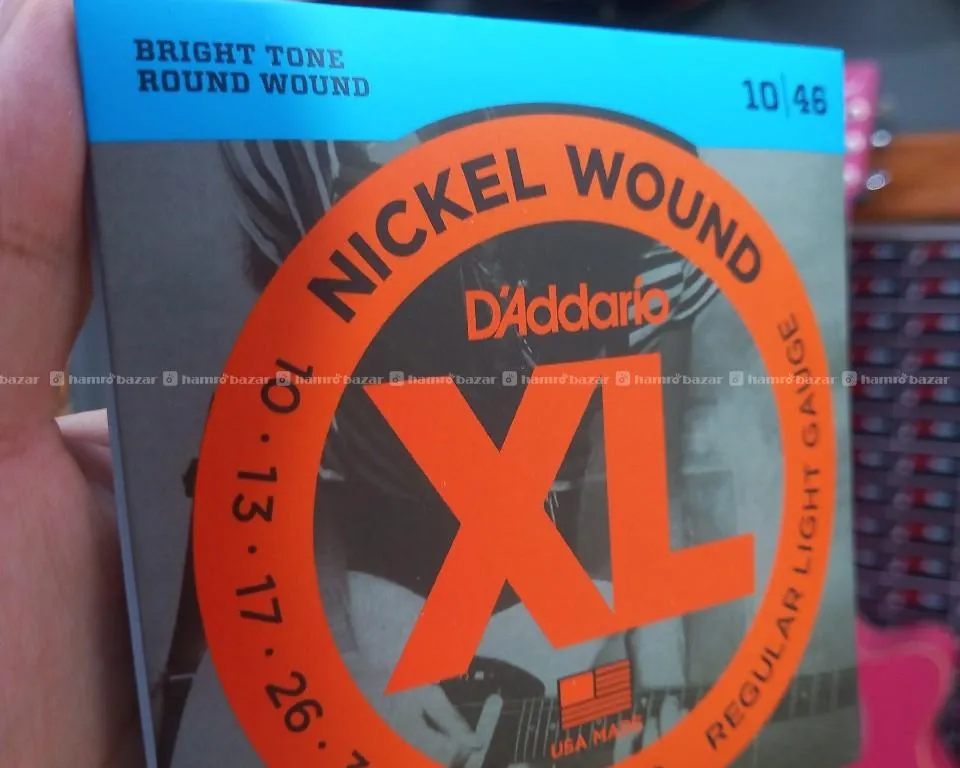 BRIGHT TONE
ROUND WOUND
10|46
NICKEL WOUND
D'Addario
XL
10 · 13 · 17 · 26 ·
REGULAR LIGHT GAUGE
USA MADE
hamrobazar hamrobazar hamrobazar hamrobazar hamrobazar hamrobazar hamrobazar hamrobazar